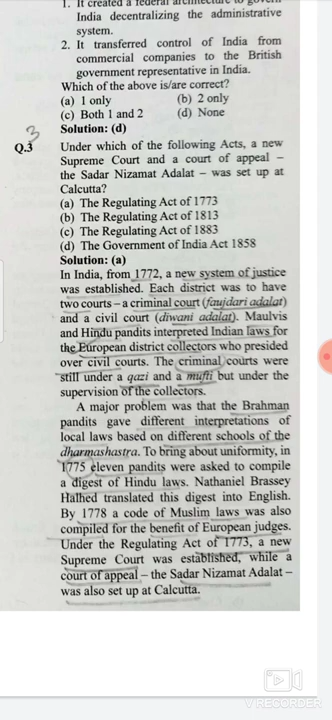 1. It created a federal architecture to govern
India decentralizing the administrative
system.
2. It transferred control of India from
commercial companies to the British
government representative in India.
Which of the above is/are correct?
(a) 1 only (b) 2 only
(c) Both 1 and 2 (d) None
Solution: (d)
3
Q.3 Under which of the following Acts, a new
Supreme Court and a court of appeal –
the Sadar Nizamat Adalat – was set up at
Calcutta?
(a) The Regulating Act of 1773
(b) The Regulating Act of 1813
(c) The Regulating Act of 1883
(d) The Government of India Act 1858
Solution: (a)
In India, from 1772, a new system of justice
was established. Each district was to have
two courts – a criminal court (faujdari adalat)
and a civil court (diwani adalat). Maulvis
and Hindu pandits interpreted Indian laws for
the European district collectors who presided
over civil courts. The criminal courts were
still under a qazi and a mufti but under the
supervision of the collectors.
A major problem was that the Brahman
pandits gave different interpretations of
local laws based on different schools of the
dharmashastra. To bring about uniformity, in
1775 eleven pandits were asked to compile
a digest of Hindu laws. Nathaniel Brassey
Halhed translated this digest into English.
By 1778 a code of Muslim laws was also
compiled for the benefit of European judges.
Under the Regulating Act of 1773, a new
Supreme Court was established, while a
court of appeal – the Sadar Nizamat Adalat –
was also set up at Calcutta.
V RECORDER